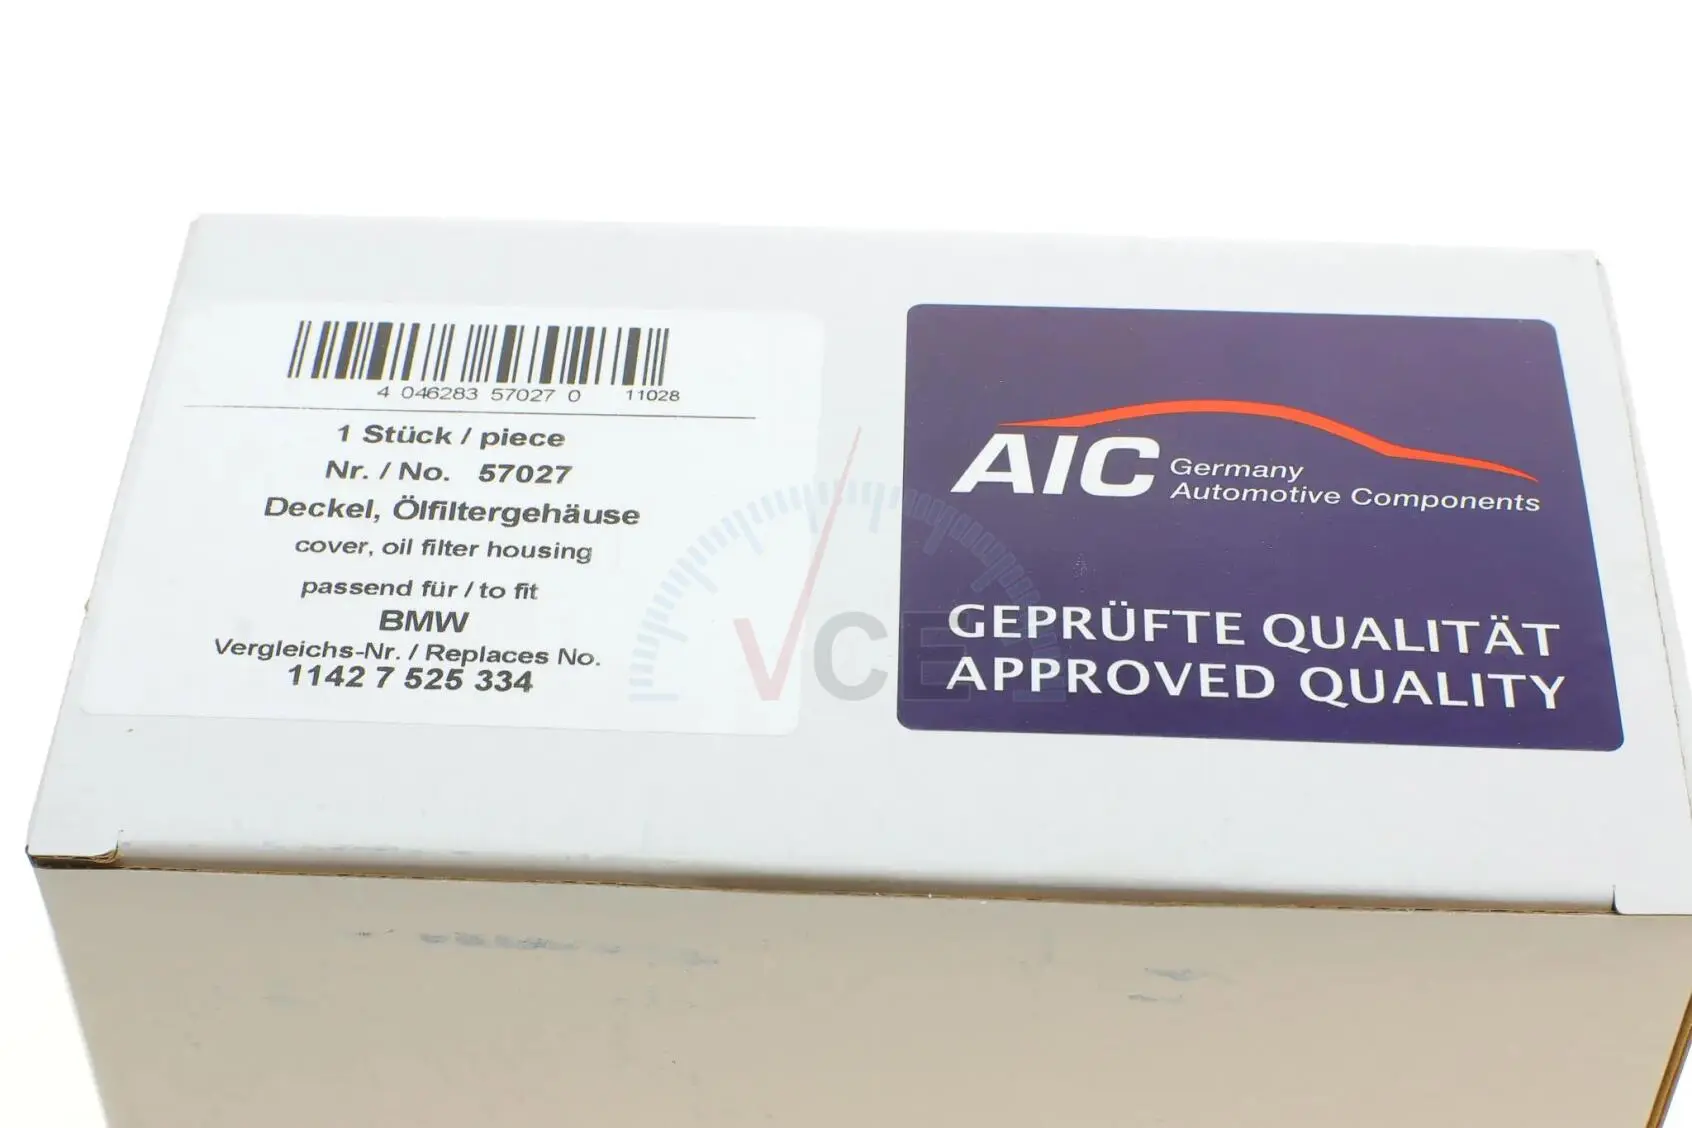 4 046283 57027 0 11028
1 Stück / piece
Nr. / No. 57027
Deckel, Ölfiltergehäuse
cover, oil filter housing
passend für / to fit
BMW
Vergleichs-Nr. / Replaces No.
1142 7 525 334
VCE
AIC Germany
Automotive Components
GEPRÜFTE QUALITÄT
APPROVED QUALITY